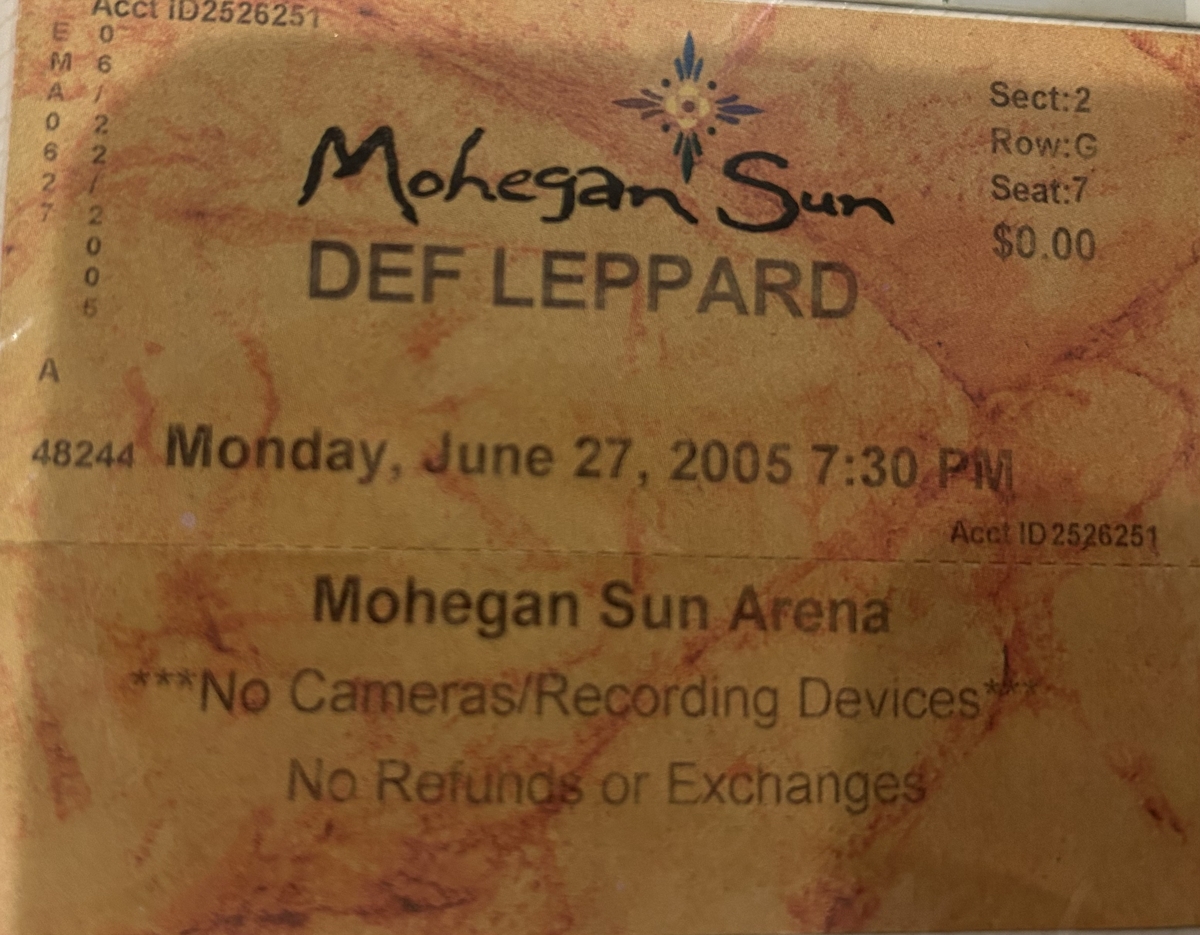 Acct ID2526251
EMA0627 A
06/22/2005
Mohegan Sun
Sect:2
Row:G
Seat:7
$0.00
DEF LEPPARD
48244 Monday, June 27, 2005 7:30 PM
Acct ID2526251
Mohegan Sun Arena
***No Cameras/Recording Devices***
No Refunds or Exchanges